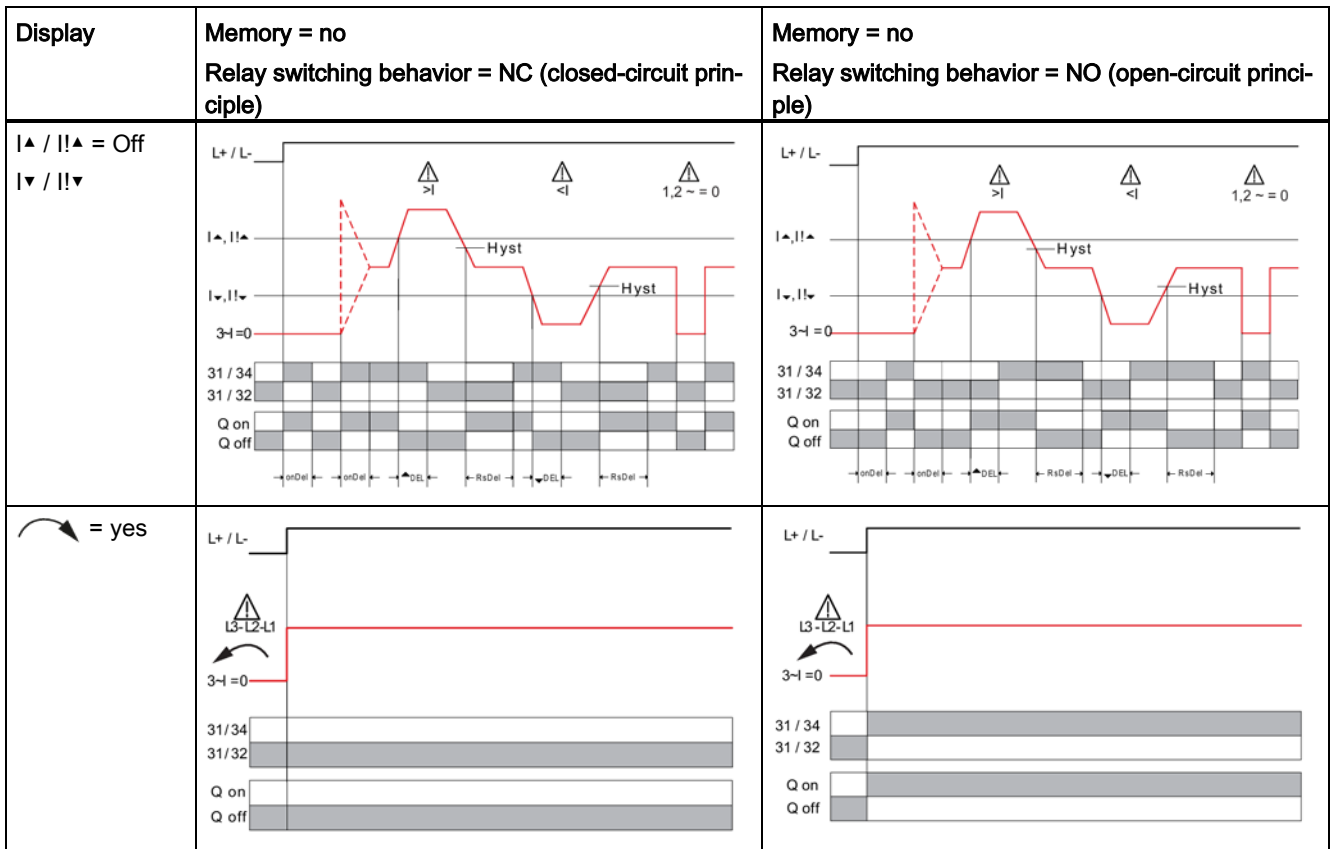 Display
Memory = no
Relay switching behavior = NC (closed-circuit prin-
ciple)
Memory = no
Relay switching behavior = NO (open-circuit princi-
ple)
I▲ / I!▲ = Off
I▼ / I!▼
L+ / L-
>I
<I
1,2 ~ = 0
I▲, I!▲
Hyst
I▼, I!▼
Hyst
3~I =0
31 / 34
31 / 32
Q on
Q off
onDel
onDel
▲DEL
RsDel
▼DEL
RsDel
L+ / L-
>I
<I
1,2 ~ = 0
I▲, I!▲
Hyst
I▼, I!▼
Hyst
3~I =0
31 / 34
31 / 32
Q on
Q off
onDel
onDel
▲DEL
RsDel
▼DEL
RsDel
= yes
L+ / L-
L3-L2-L1
3~I =0
31/34
31/32
Q on
Q off
L+ / L-
L3-L2-L1
3~I =0
31 / 34
31 / 32
Q on
Q off